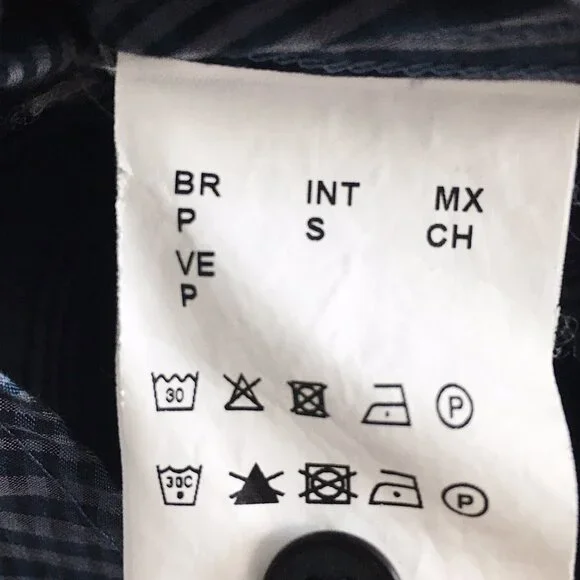 BR INT MX
P S CH
VE
P
30 P
30C P